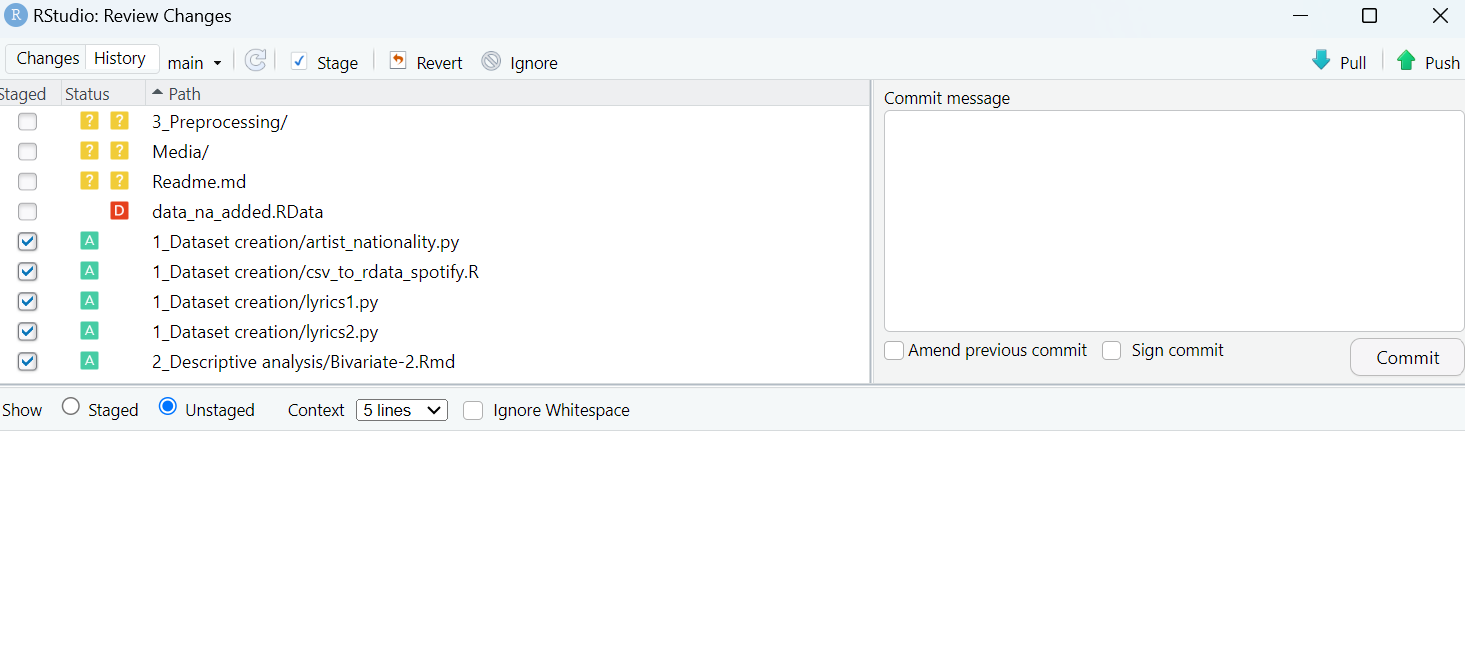 R RStudio: Review Changes
Changes History main Stage Revert Ignore Pull Push
Staged Status Path
Commit message
? ? 3_Preprocessing/
? ? Media/
? ? Readme.md
D data_na_added.RData
A 1_Dataset creation/artist_nationality.py
A 1_Dataset creation/csv_to_rdata_spotify.R
A 1_Dataset creation/lyrics1.py
A 1_Dataset creation/lyrics2.py
A 2_Descriptive analysis/Bivariate-2.Rmd
Amend previous commit Sign commit Commit
Show Staged Unstaged Context 5 lines Ignore Whitespace